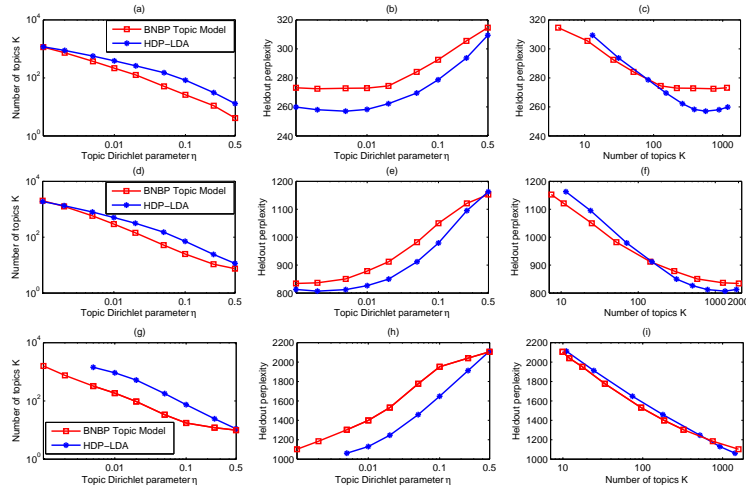 (a)
(b)
(c)
10^4
10^2
10^0
0.01
0.1
0.5
Number of topics K
Topic Dirichlet parameter η
BNBP Topic Model
HDP-LDA
320
300
280
260
240
0.01
0.1
0.5
Heldout perplexity
Topic Dirichlet parameter η
320
300
280
260
240
10
100
1000
Heldout perplexity
Number of topics K
(d)
(e)
(f)
10^4
10^2
10^0
0.01
0.1
0.5
Number of topics K
Topic Dirichlet parameter η
BNBP Topic Model
HDP-LDA
1200
1100
1000
900
800
0.01
0.1
0.5
Heldout perplexity
Topic Dirichlet parameter η
1200
1100
1000
900
800
10
100
1000
2000
Heldout perplexity
Number of topics K
(g)
(h)
(i)
10^4
10^2
10^0
0.01
0.1
0.5
Number of topics K
Topic Dirichlet parameter η
BNBP Topic Model
HDP-LDA
2200
2000
1800
1600
1400
1200
1000
0.01
0.1
0.5
Heldout perplexity
Topic Dirichlet parameter η
2200
2000
1800
1600
1400
1200
1000
10
100
1000
Heldout perplexity
Number of topics K